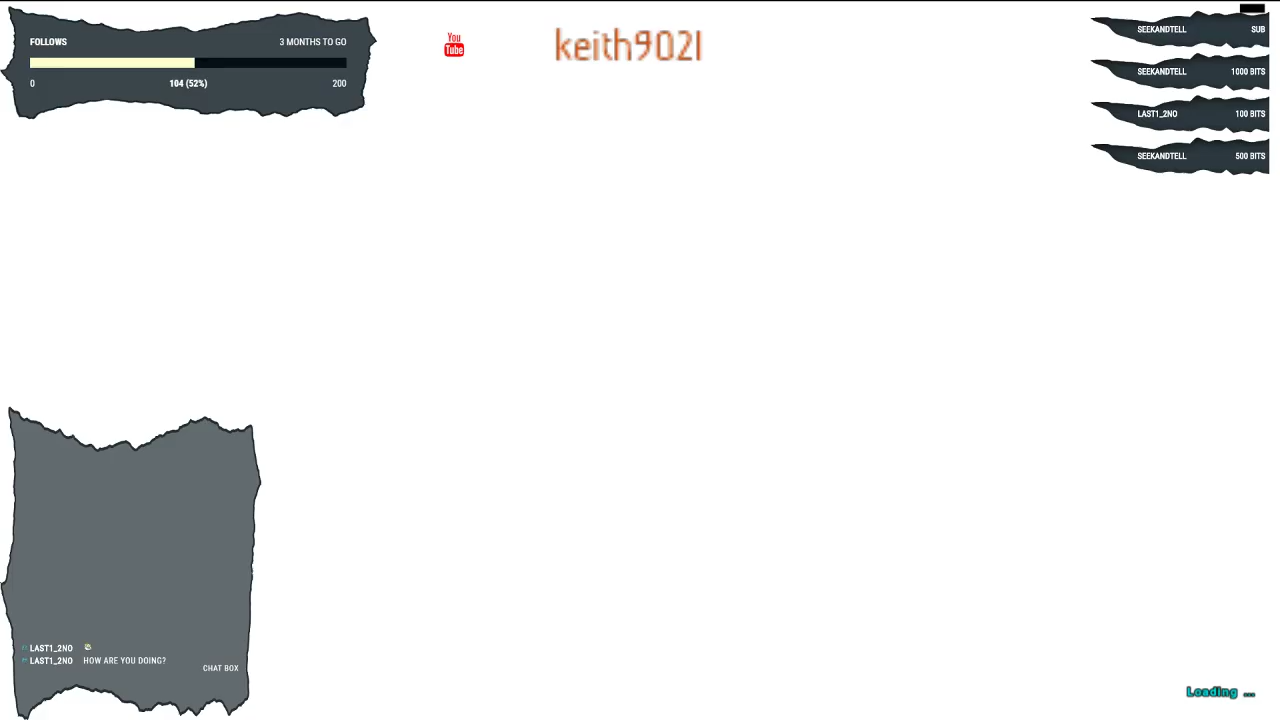 FOLLOWS 3 MONTHS TO GO
0 104 (52%) 200
You
Tube
keith9021
SEEKANDTELL SUB
SEEKANDTELL 1000 BITS
LAST1_2NO 100 BITS
SEEKANDTELL 500 BITS
LAST1_2NO
LAST1_2NO HOW ARE YOU DOING?
CHAT BOX
Loading ...